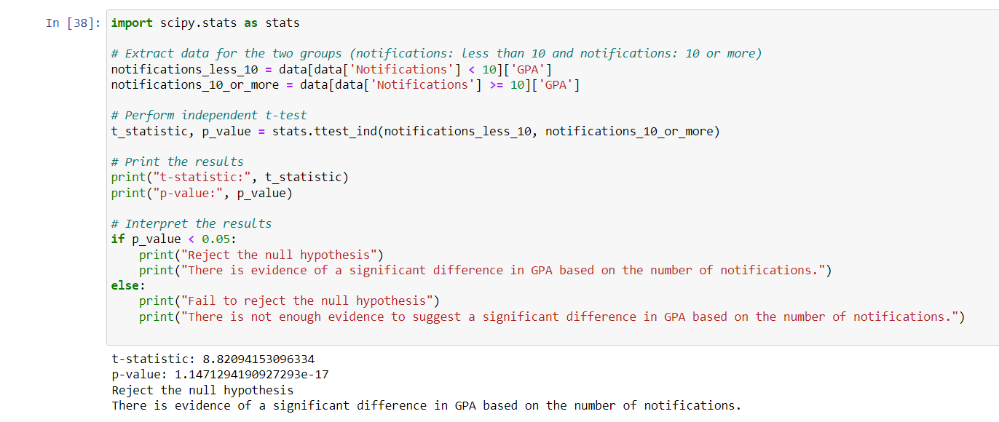 In [38]: import scipy.stats as stats
# Extract data for the two groups (notifications: less than 10 and notifications: 10 or more)
notifications_less_10 = data[data['Notifications'] < 10]['GPA']
notifications_10_or_more = data[data['Notifications'] >= 10]['GPA']
# Perform independent t-test
t_statistic, p_value = stats.ttest_ind(notifications_less_10, notifications_10_or_more)
# Print the results
print("t-statistic:", t_statistic)
print("p-value:", p_value)
# Interpret the results
if p_value < 0.05:
    print("Reject the null hypothesis")
    print("There is evidence of a significant difference in GPA based on the number of notifications.")
else:
    print("Fail to reject the null hypothesis")
    print("There is not enough evidence to suggest a significant difference in GPA based on the number of notifications.")
t-statistic: 8.82094153096334
p-value: 1.1471294190927293e-17
Reject the null hypothesis
There is evidence of a significant difference in GPA based on the number of notifications.